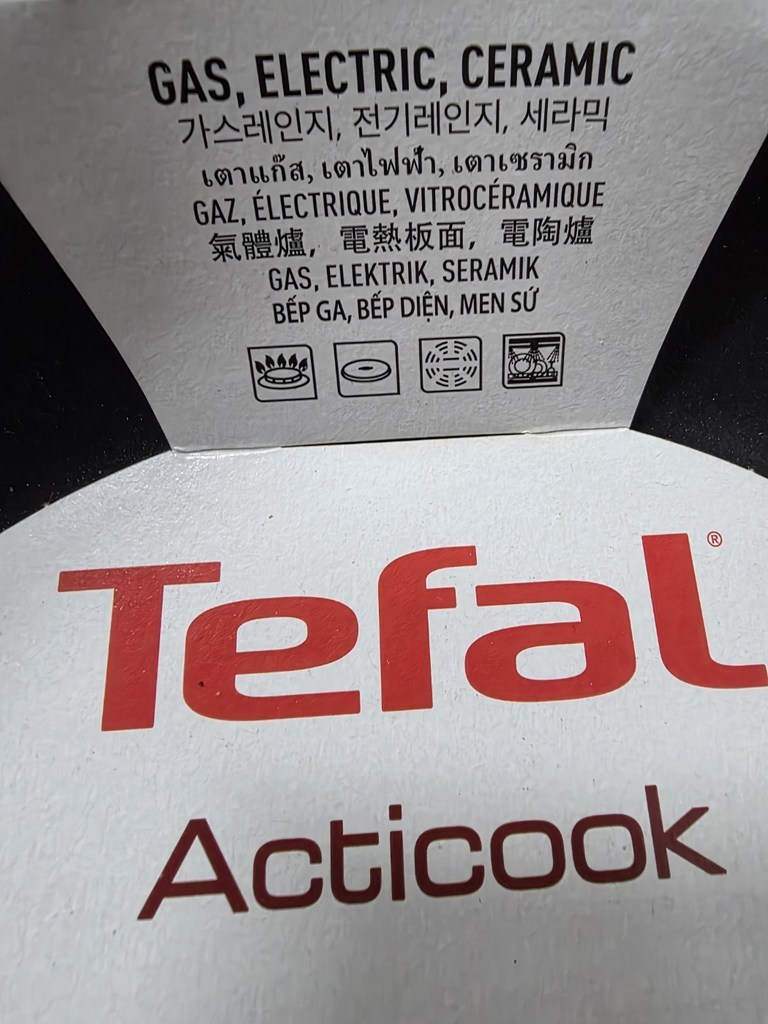 GAS, ELECTRIC, CERAMIC
가스레인지, 전기레인지, 세라믹
เตาแก๊ส, เตาไฟฟ้า, เตาเซรามิก
GAZ, ÉLECTRIQUE, VITROCÉRAMIQUE
氣體爐, 電熱板面, 電陶爐
GAS, ELEKTRIK, SERAMIK
BẾP GA, BẾP DIỆN, MEN SỨ
Tefal®
Acticook